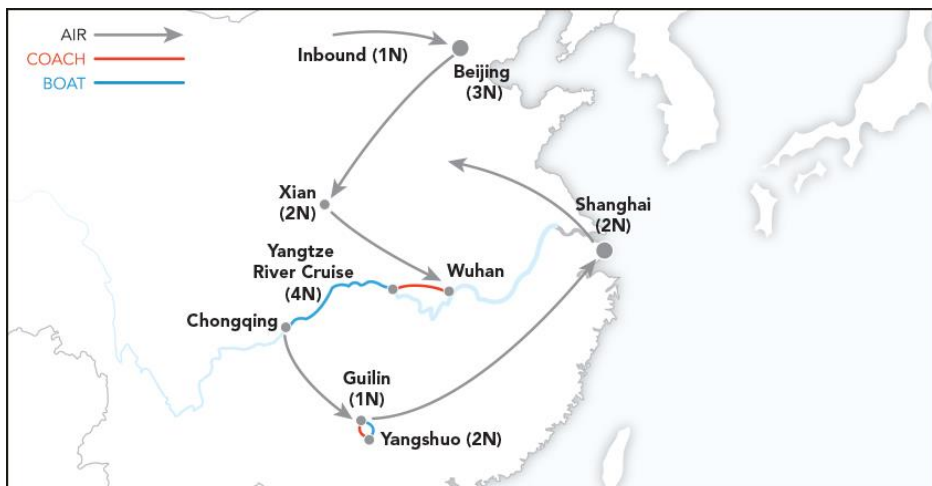 AIR
COACH
BOAT
Inbound (1N)
Beijing
(3N)
Xian
(2N)
Shanghai
(2N)
Yangtze
River Cruise
(4N)
Wuhan
Chongqing
Guilin
(1N)
Yangshuo (2N)